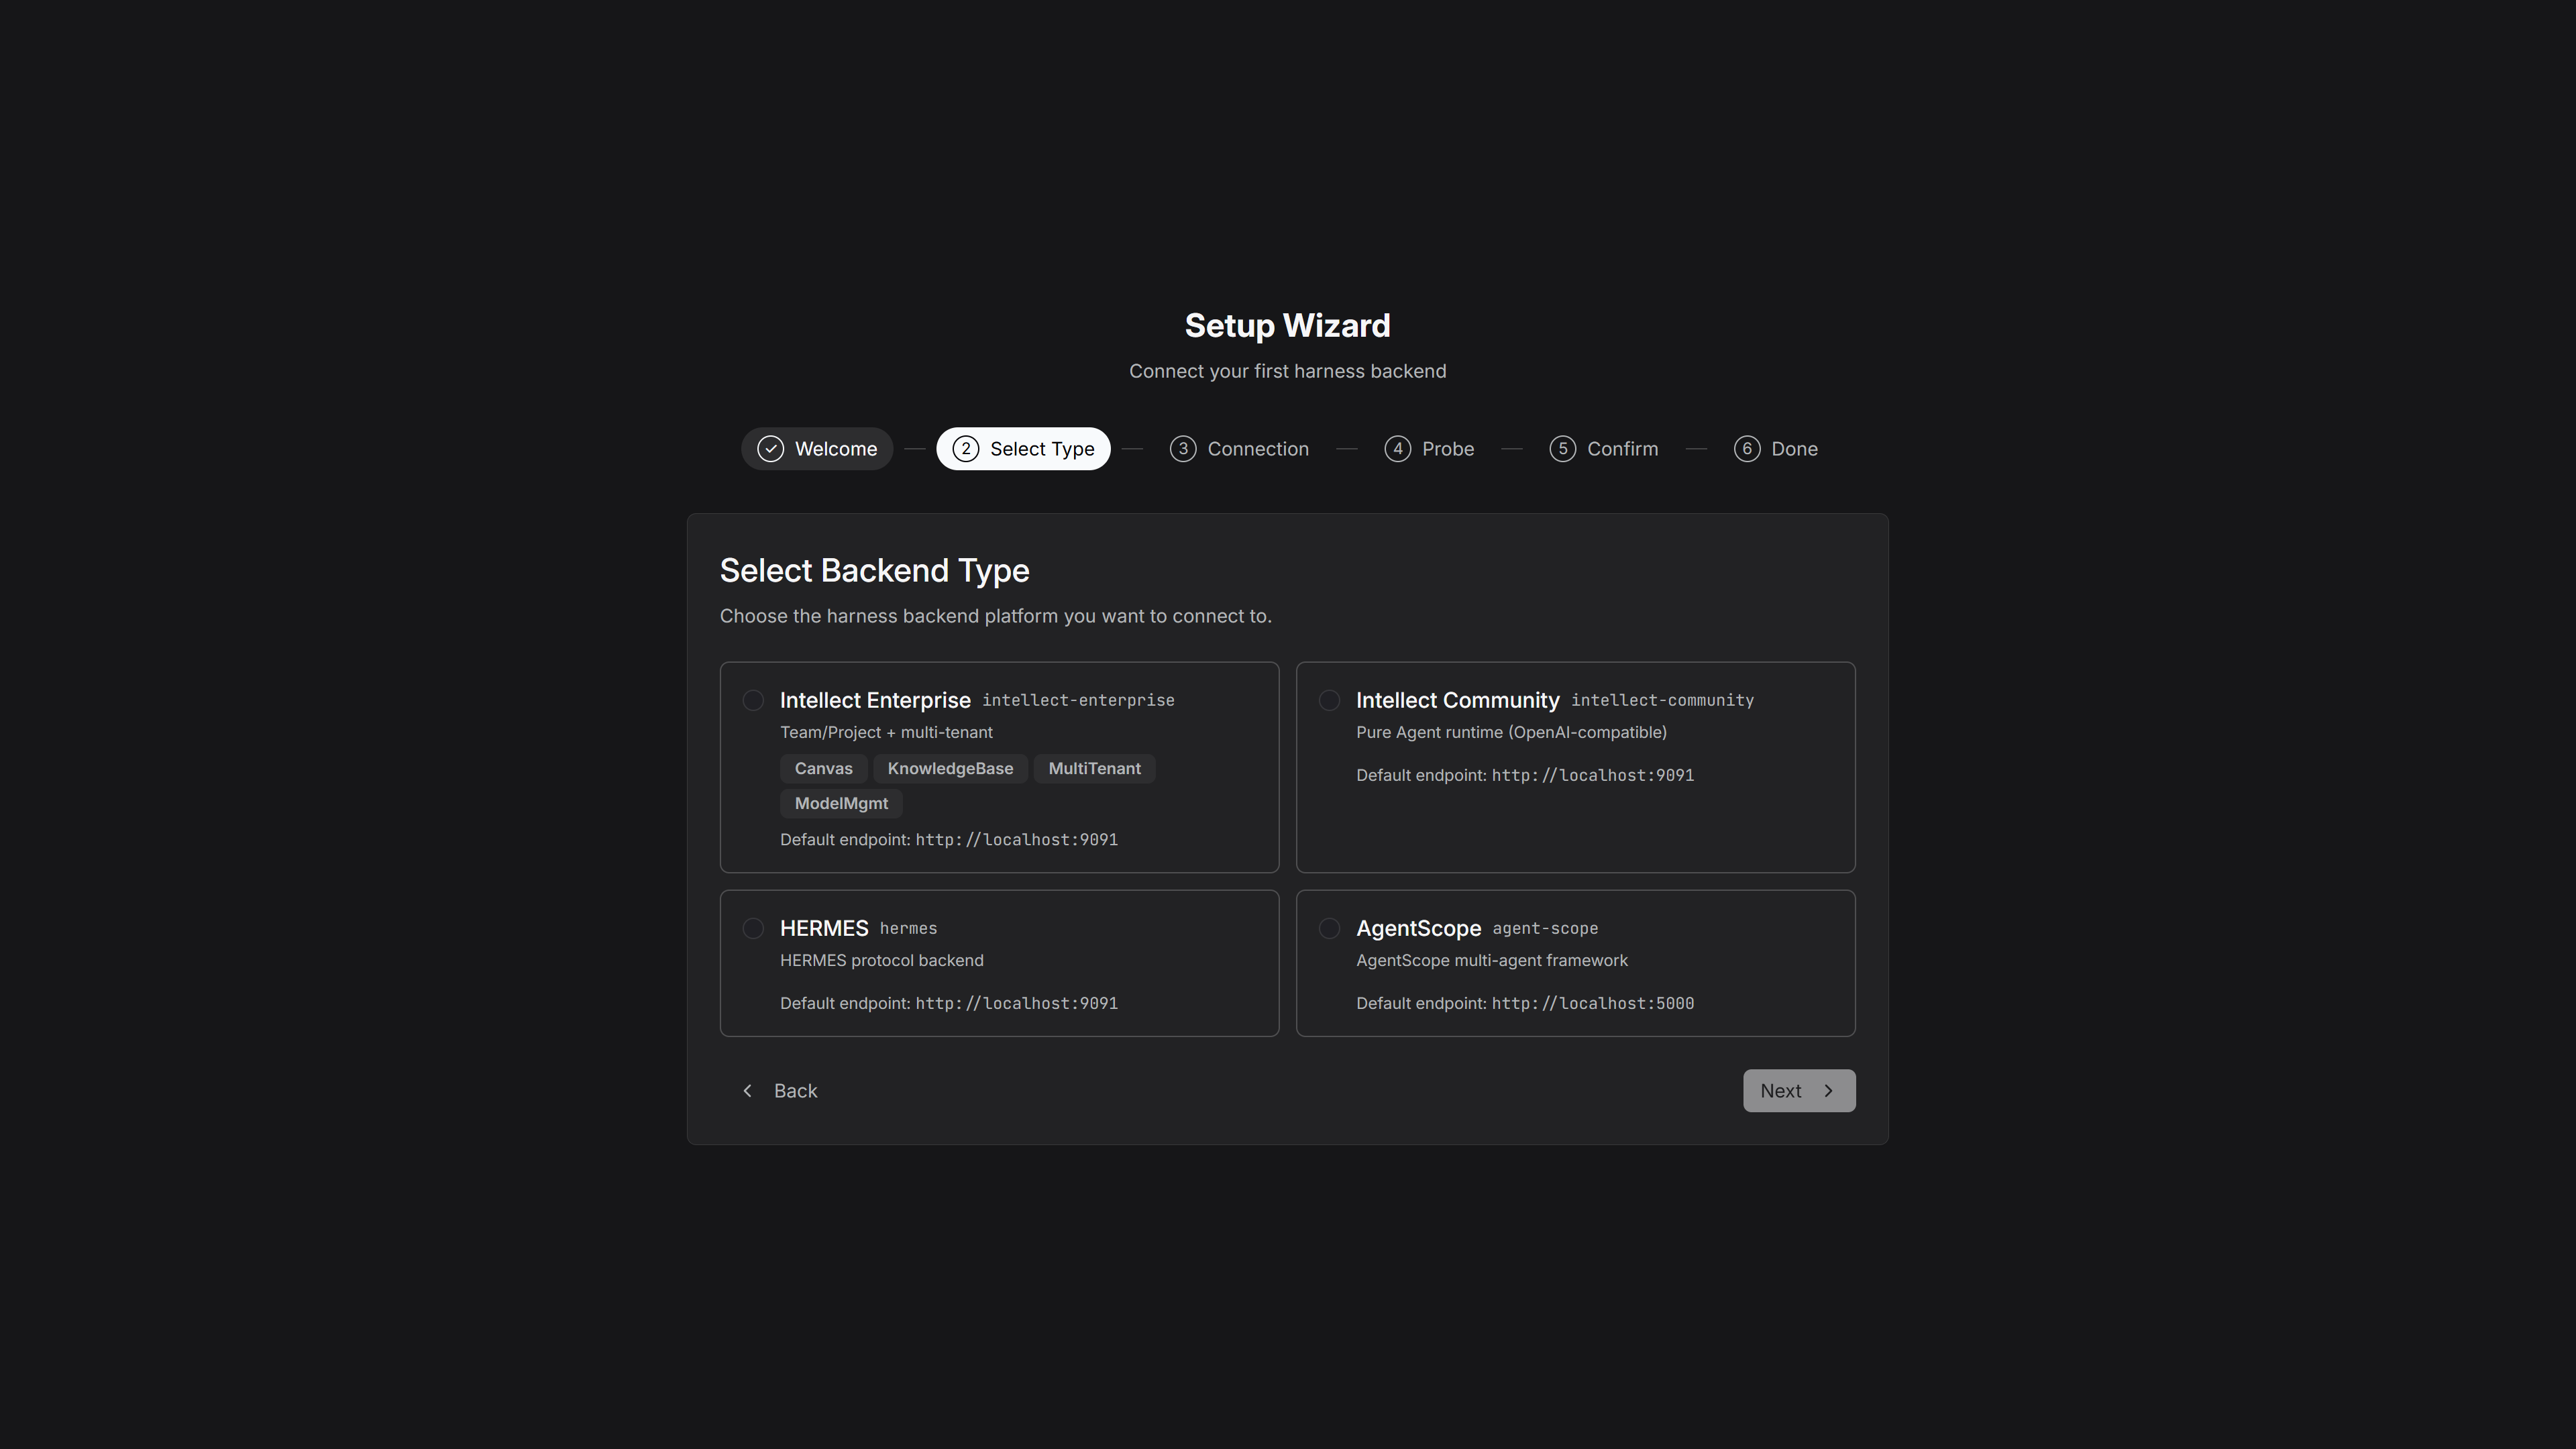 Setup Wizard
Connect your first harness backend
Welcome 2 Select Type 3 Connection 4 Probe 5 Confirm 6 Done
Select Backend Type
Choose the harness backend platform you want to connect to.
Intellect Enterprise intellect-enterprise
Team/Project + multi-tenant
Canvas KnowledgeBase MultiTenant
ModelMgmt
Default endpoint: http://localhost:9091
Intellect Community intellect-community
Pure Agent runtime (OpenAI-compatible)
Default endpoint: http://localhost:9091
HERMES hermes
HERMES protocol backend
Default endpoint: http://localhost:9091
AgentScope agent-scope
AgentScope multi-agent framework
Default endpoint: http://localhost:5000
Back
Next